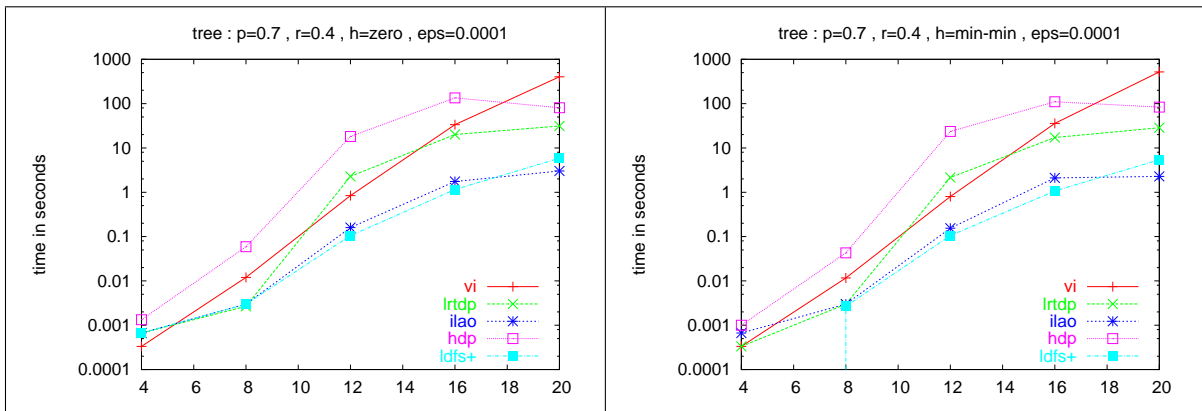 tree : p=0.7 , r=0.4 , h=zero , eps=0.0001
1000
100
10
1
0.1
0.01
0.001
0.0001
time in seconds
vi
lrtdp
ilao
hdp
ldfs+
4 6 8 10 12 14 16 18 20
tree : p=0.7 , r=0.4 , h=min-min , eps=0.0001
1000
100
10
1
0.1
0.01
0.001
0.0001
time in seconds
vi
lrtdp
ilao
hdp
ldfs+
4 6 8 10 12 14 16 18 20